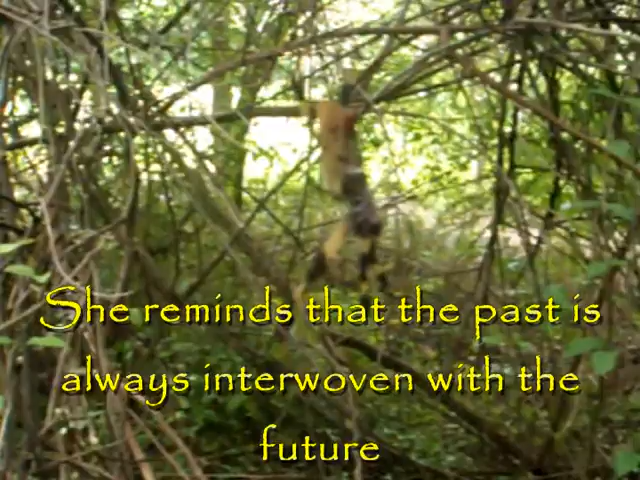 She reminds that the past is
always interwoven with the
future